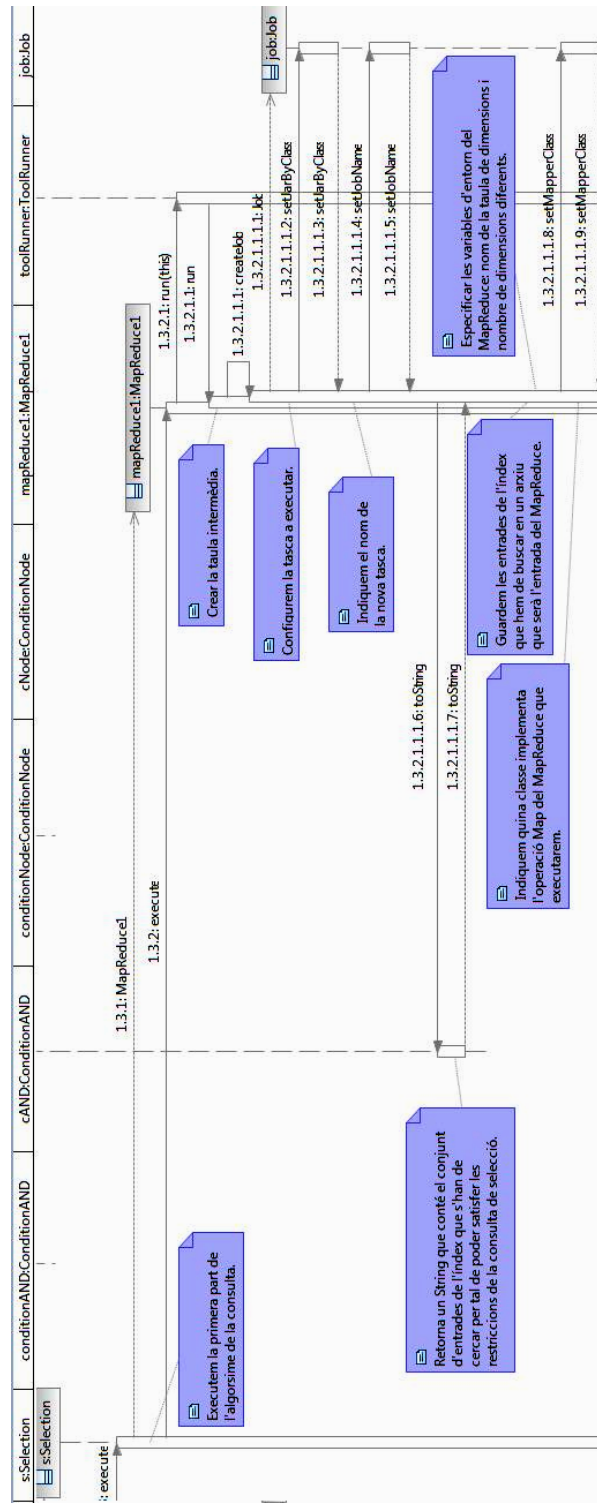 s:Selection
conditionAND:ConditionAND
cAND:ConditionAND
conditionNode:ConditionNode
cNode:ConditionNode
mapReduce1:MapReduce1
toolRunner:ToolRunner
job:Job
s:Selection
: execute
Executem la primera part de
l'algorsime de la consulta.
1.3.1: MapReduce1
mapReduce1:MapReduce1
1.3.2: execute
1.3.2.1: run(this)
1.3.2.1.1: run
Crear la taula intermèdia.
1.3.2.1.1.1: createJob
1.3.2.1.1.1.1: Job
job:Job
Configurem la tasca a executar.
1.3.2.1.1.1.2: setJarByClass
1.3.2.1.1.1.3: setJarByClass
Indiquem el nom de
la nova tasca.
1.3.2.1.1.1.4: setJobName
1.3.2.1.1.1.5: setJobName
Retorna un String que conté el conjunt
d'entrades de l'índex que s'han de
cercar per tal de poder satisfer les
restriccions de la consulta de selecció.
1.3.2.1.1.1.6: toString
1.3.2.1.1.1.7: toString
Especificar les variables d'entorn del
MapReduce: nom de la taula de dimensions i
nombre de dimensions diferents.
Guardem les entrades de l'índex
que hem de buscar en un arxiu
que serà l'entrada del MapReduce.
Indiquem quina classe implementa
l'operació Map del MapReduce que
executarem.
1.3.2.1.1.1.8: setMapperClass
1.3.2.1.1.1.9: setMapperClass